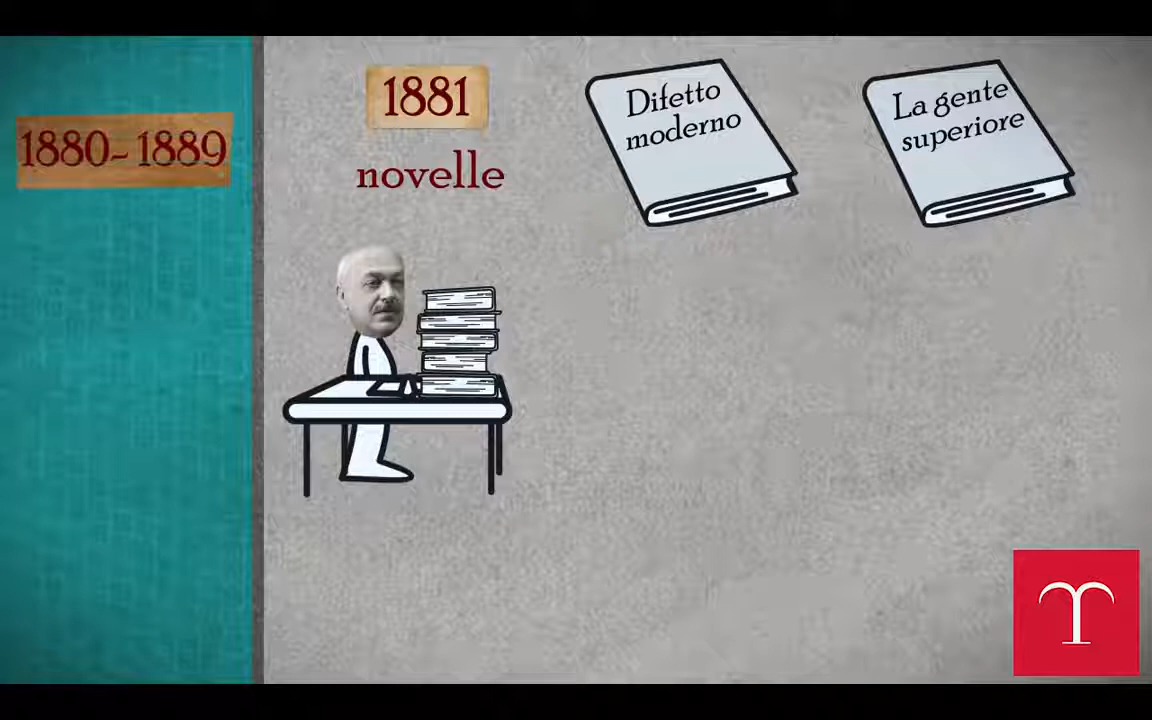 1880-1889
1881
novelle
Difetto
moderno
La gente
superiore